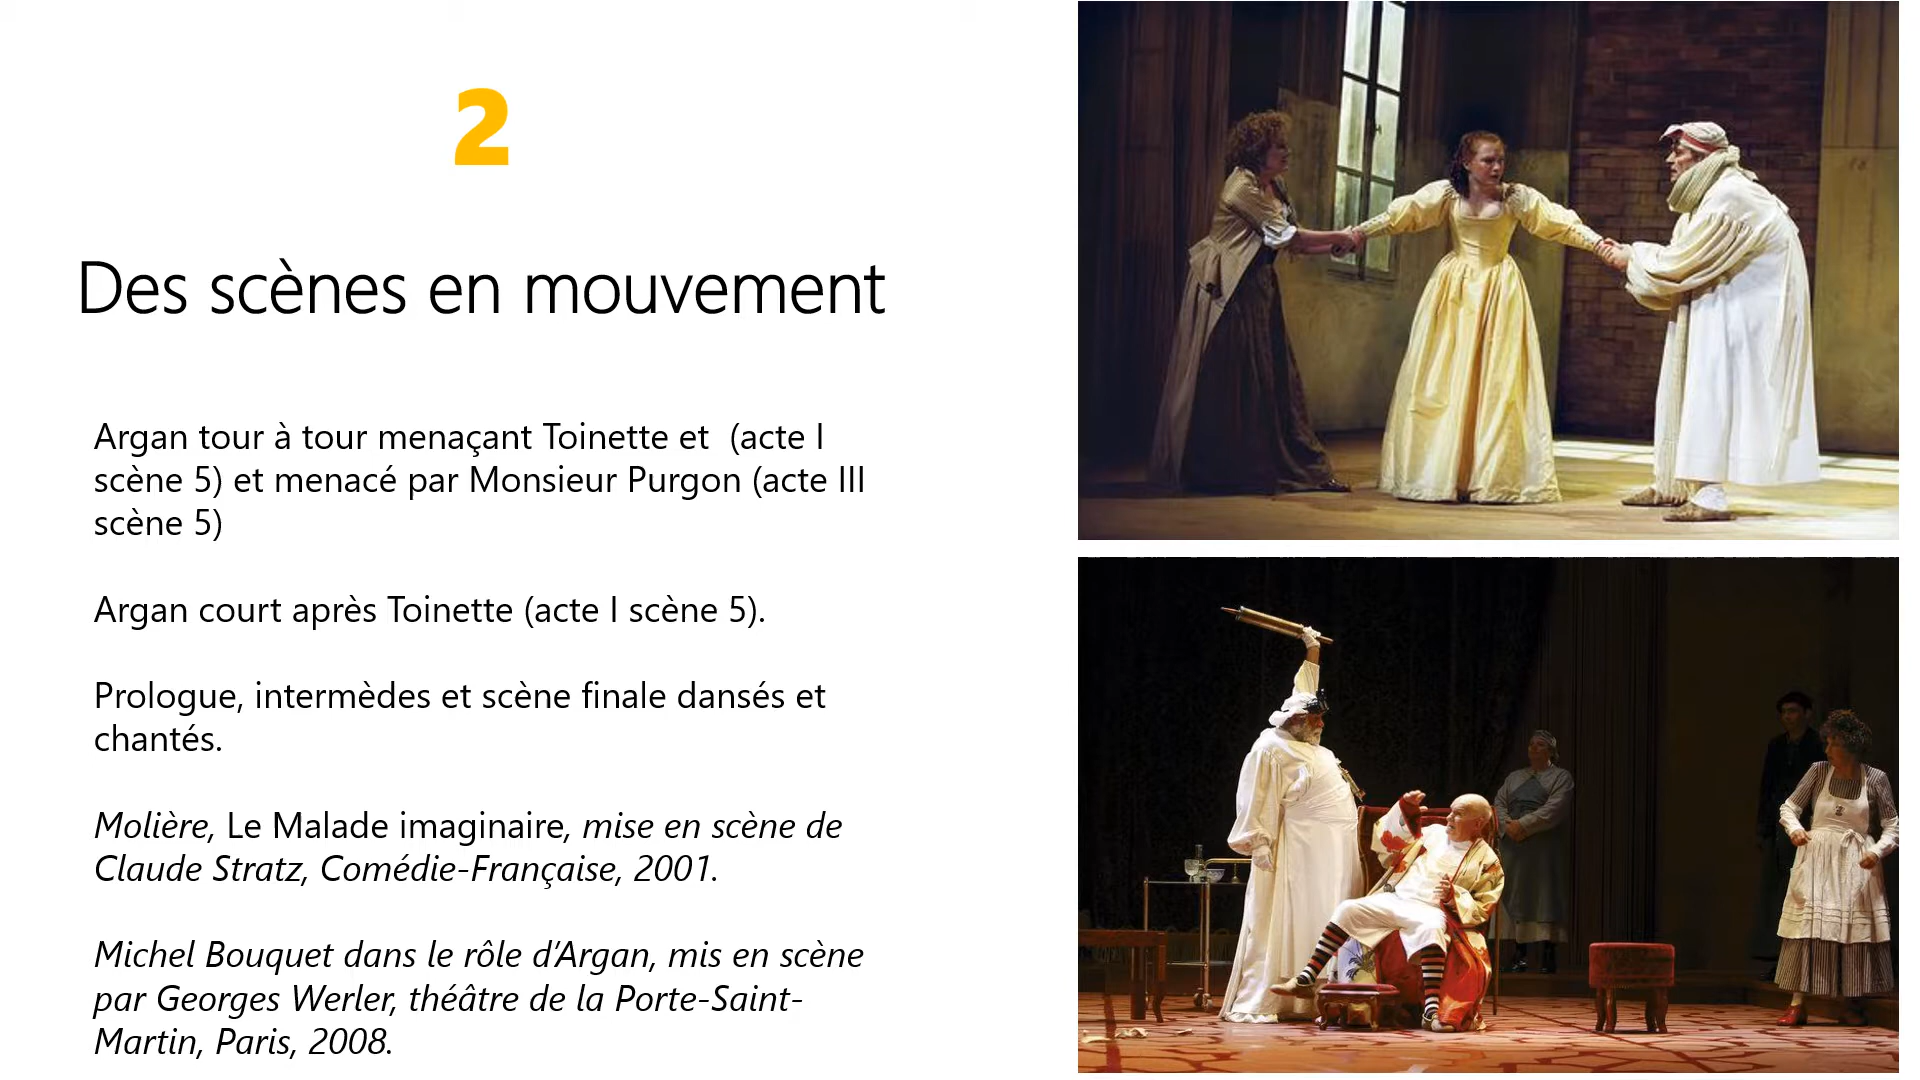 2
Des scènes en mouvement
Argan tour à tour menaçant Toinette et  (acte I
scène 5) et menacé par Monsieur Purgon (acte III
scène 5)
Argan court après Toinette (acte I scène 5).
Prologue, intermèdes et scène finale dansés et
chantés.
Molière, Le Malade imaginaire, mise en scène de
Claude Stratz, Comédie-Française, 2001.
Michel Bouquet dans le rôle d’Argan, mis en scène
par Georges Werler, théâtre de la Porte-Saint-
Martin, Paris, 2008.